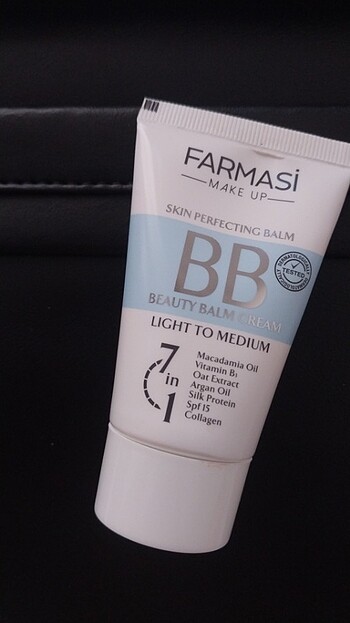 FARMASİ
MAKE UP
SKIN PERFECTING BALM
BB
TESTED
BEAUTY BALM CREAM
LIGHT TO MEDIUM
7 in 1
Macadamia Oil
Vitamin B₃
Oat Extract
Argan Oil
Silk Protein
Spf 15
Collagen